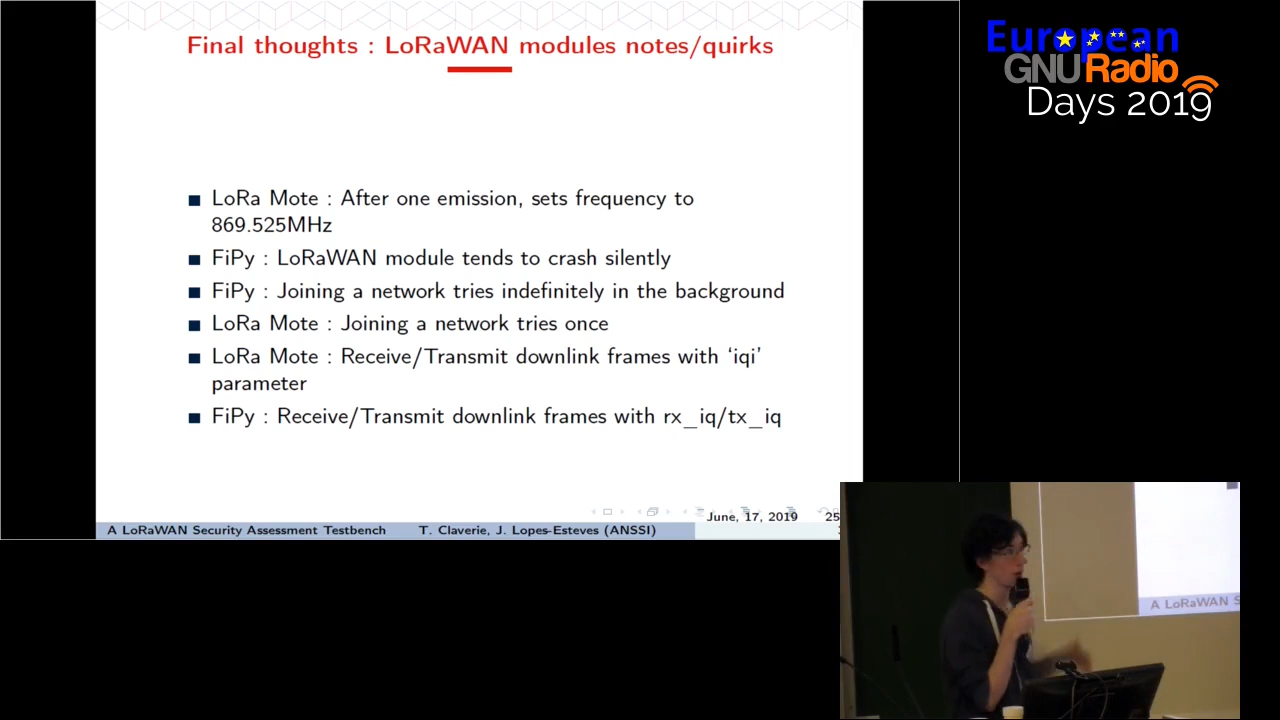 Final thoughts : LoRaWAN modules notes/quirks
LoRa Mote : After one emission, sets frequency to
869.525MHz
FiPy : LoRaWAN module tends to crash silently
FiPy : Joining a network tries indefinitely in the background
LoRa Mote : Joining a network tries once
LoRa Mote : Receive/Transmit downlink frames with ‘iqi’
parameter
FiPy : Receive/Transmit downlink frames with rx_iq/tx_iq
June, 17, 2019 25
A LoRaWAN Security Assessment Testbench T. Claverie, J. Lopes-Esteves (ANSSI)
European
GNURadio
Days 2019
A LoRaWAN S